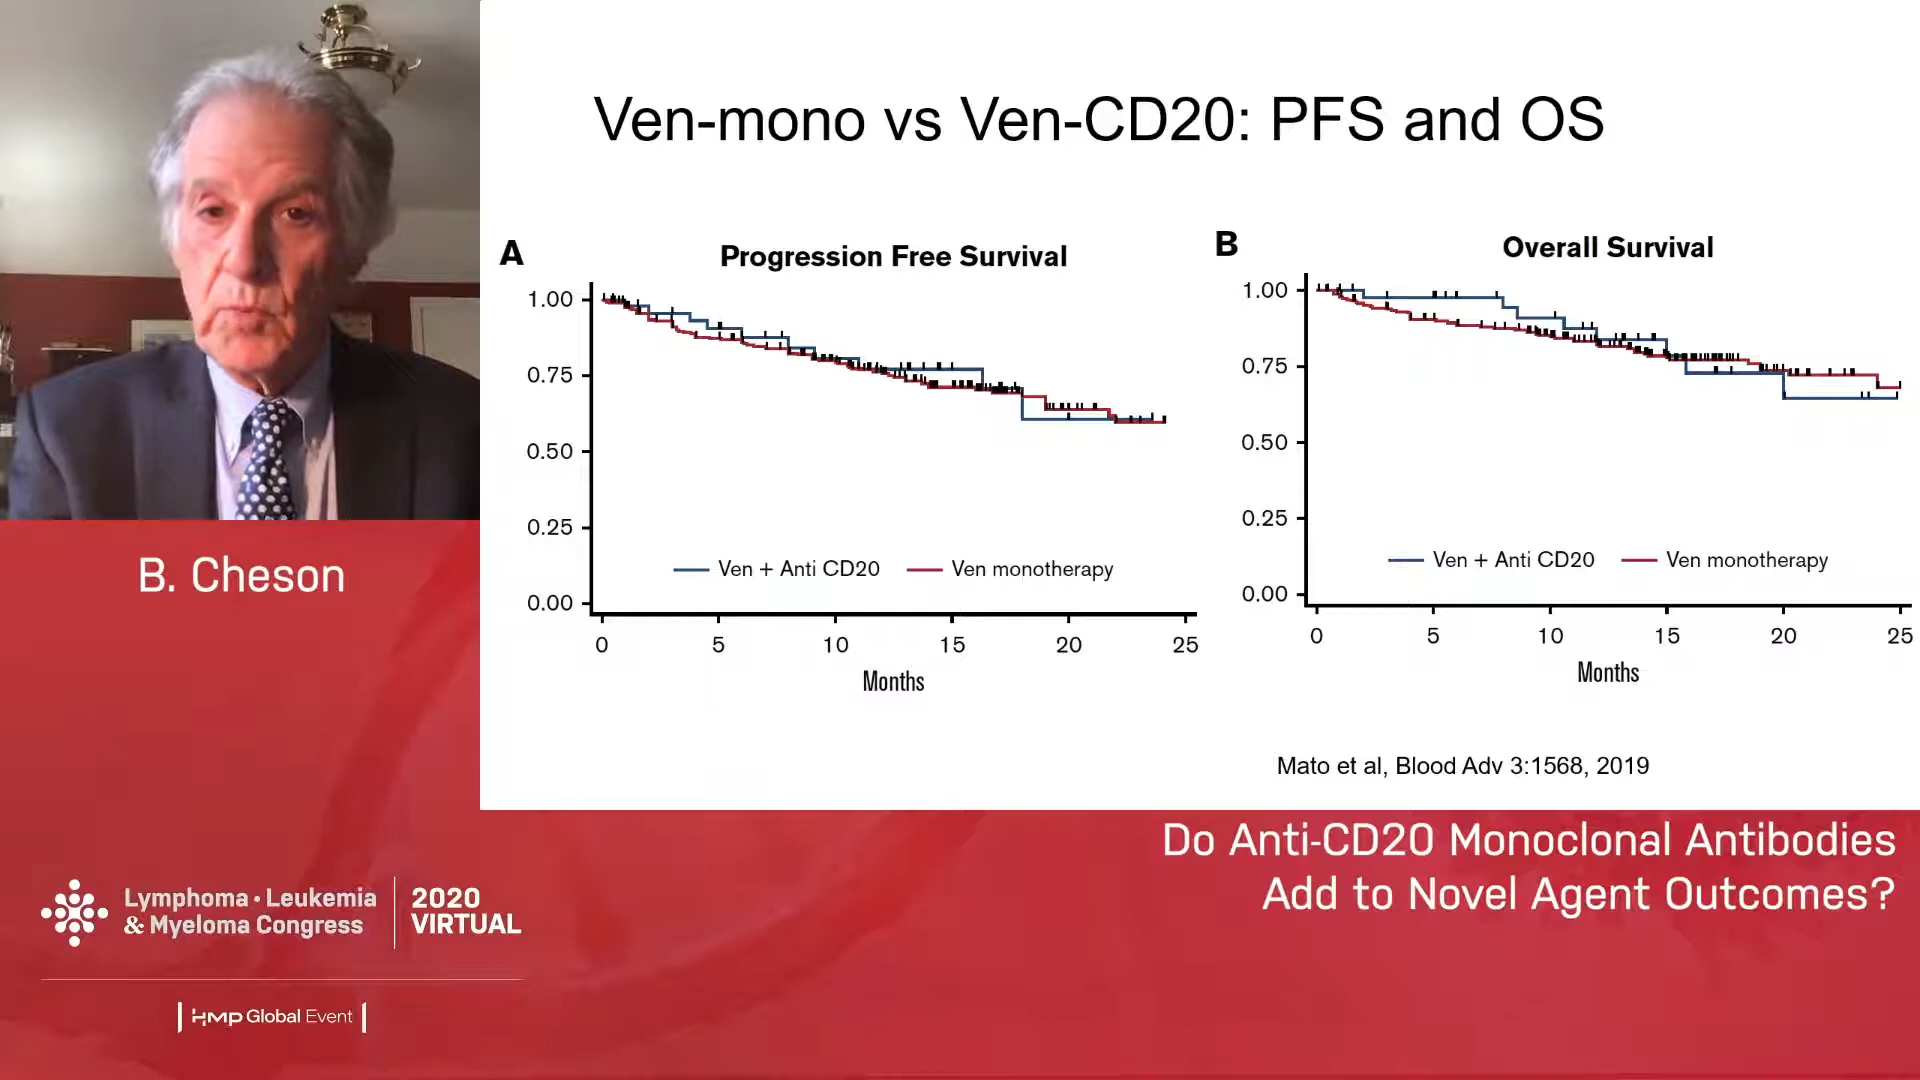 Ven-mono vs Ven-CD20: PFS and OS
A
Progression Free Survival
1.00
0.75
0.50
0.25
0.00
Ven + Anti CD20
Ven monotherapy
0 5 10 15 20 25
Months
B
Overall Survival
1.00
0.75
0.50
0.25
0.00
Ven + Anti CD20
Ven monotherapy
0 5 10 15 20 25
Months
Mato et al, Blood Adv 3:1568, 2019
B. Cheson
Do Anti-CD20 Monoclonal Antibodies
Add to Novel Agent Outcomes?
Lymphoma • Leukemia
& Myeloma Congress
2020
VIRTUAL
HMP Global Event